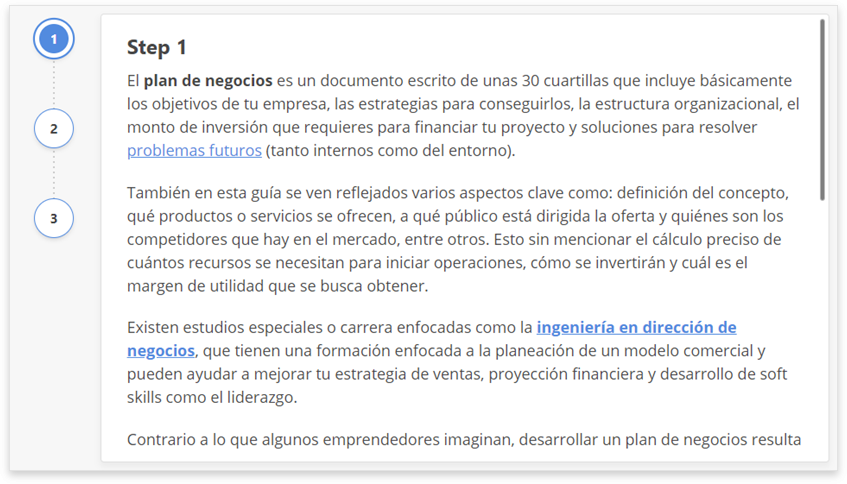 1
2
3
Step 1
El plan de negocios es un documento escrito de unas 30 cuartillas que incluye básicamente
los objetivos de tu empresa, las estrategias para conseguirlos, la estructura organizacional, el
monto de inversión que requieres para financiar tu proyecto y soluciones para resolver
problemas futuros (tanto internos como del entorno).
También en esta guía se ven reflejados varios aspectos clave como: definición del concepto,
qué productos o servicios se ofrecen, a qué público está dirigida la oferta y quiénes son los
competidores que hay en el mercado, entre otros. Esto sin mencionar el cálculo preciso de
cuántos recursos se necesitan para iniciar operaciones, cómo se invertirán y cuál es el
margen de utilidad que se busca obtener.
Existen estudios especiales o carrera enfocadas como la ingeniería en dirección de
negocios, que tienen una formación enfocada a la planeación de un modelo comercial y
pueden ayudar a mejorar tu estrategia de ventas, proyección financiera y desarrollo de soft
skills como el liderazgo.
Contrario a lo que algunos emprendedores imaginan, desarrollar un plan de negocios resulta